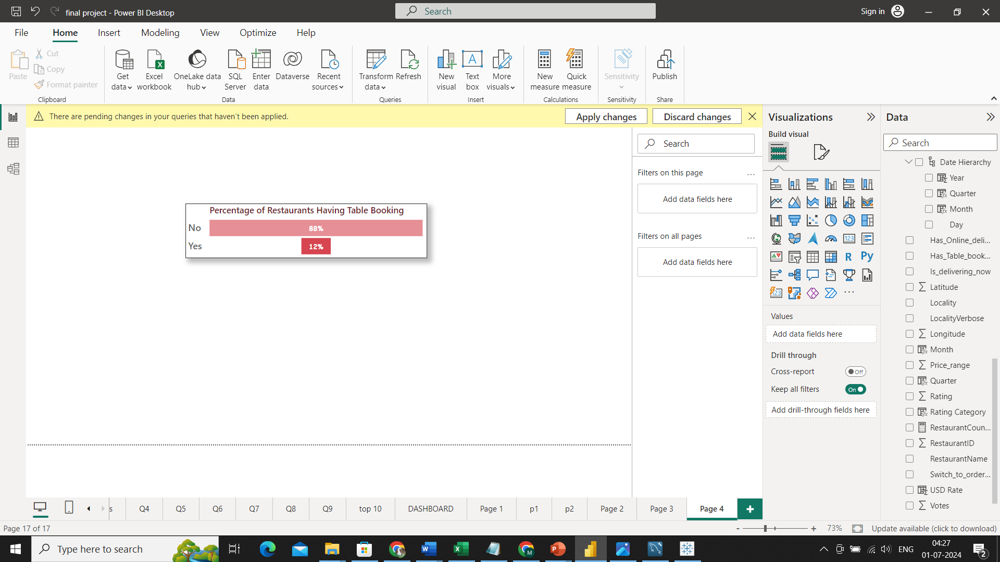 final project - Power BI Desktop
Search
Sign in
File
Home
Insert
Modeling
View
Optimize
Help
Paste
Cut
Copy
Format painter
Clipboard
Get data
Excel workbook
OneLake data hub
SQL Server
Enter data
Dataverse
Recent sources
Data
Transform data
Refresh
Queries
New visual
Text box
More visuals
Insert
New measure
Quick measure
Calculations
Sensitivity
Sensitivity
Publish
Share
There are pending changes in your queries that haven't been applied.
Apply changes
Discard changes
Percentage of Restaurants Having Table Booking
No 88%
Yes 12%
Search
Filters on this page ...
Add data fields here
Filters on all pages ...
Add data fields here
Visualizations
Build visual
123
R
Py
123
...
Values
Add data fields here
Drill through
Cross-report Off
Keep all filters On
Add drill-through fields here
Data
Search
Date Hierarchy
Year
Quarter
Month
Day
Has_Online_deli...
Has_Table_book...
Is_delivering_now
Latitude
Locality
LocalityVerbose
Longitude
Month
Price_range
Quarter
Rating
Rating Category
RestaurantCoun...
RestaurantID
RestaurantName
Switch_to_order...
USD Rate
Votes
s
Q4
Q5
Q6
Q7
Q8
Q9
top 10
DASHBOARD
Page 1
p1
p2
Page 2
Page 3
Page 4
+
Page 17 of 17
- + 73%
Update available (click to download)
Type here to search
ENG
04:27
01-07-2024
2